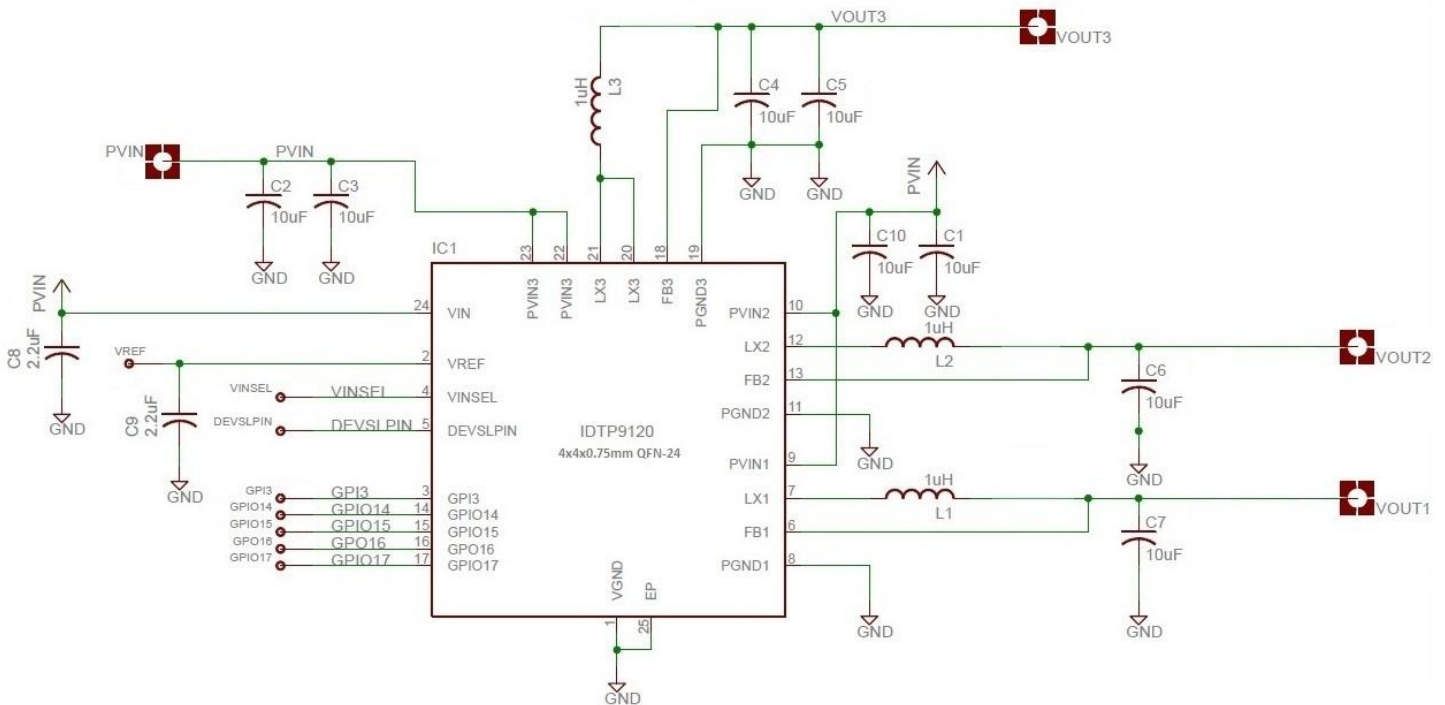 VOUT3
VOUT3
1uH
L3
C4
10uF
C5
10uF
PVIN
PVIN
C2
10uF
C3
10uF
GND
GND
GND
GND
PVIN
C10
10uF
C1
10uF
GND
GND
IC1
23
22
21
20
18
19
PVIN3
PVIN3
LX3
LX3
FB3
PGND3
PVIN
24
VIN
C8
2.2uF
GND
VREF
2
VREF
C9
2.2uF
GND
VINSEL
VINSEL
4
VINSEL
DEVSLPIN
DEVSLPIN
5
DEVSLPIN
IDTP9120
4x4x0.75mm QFN-24
GPI3
GPI3
3
GPI3
GPIO14
GPIO14
14
GPIO14
GPIO15
GPIO15
15
GPIO15
GPO16
GPO16
16
GPO16
GPIO17
GPIO17
17
GPIO17
PVIN2
10
LX2
12
1uH
L2
VOUT2
FB2
13
C6
10uF
GND
PGND2
11
GND
PVIN1
9
LX1
7
1uH
L1
VOUT1
FB1
6
C7
10uF
GND
PGND1
8
GND
VGND
EP
1
25
GND